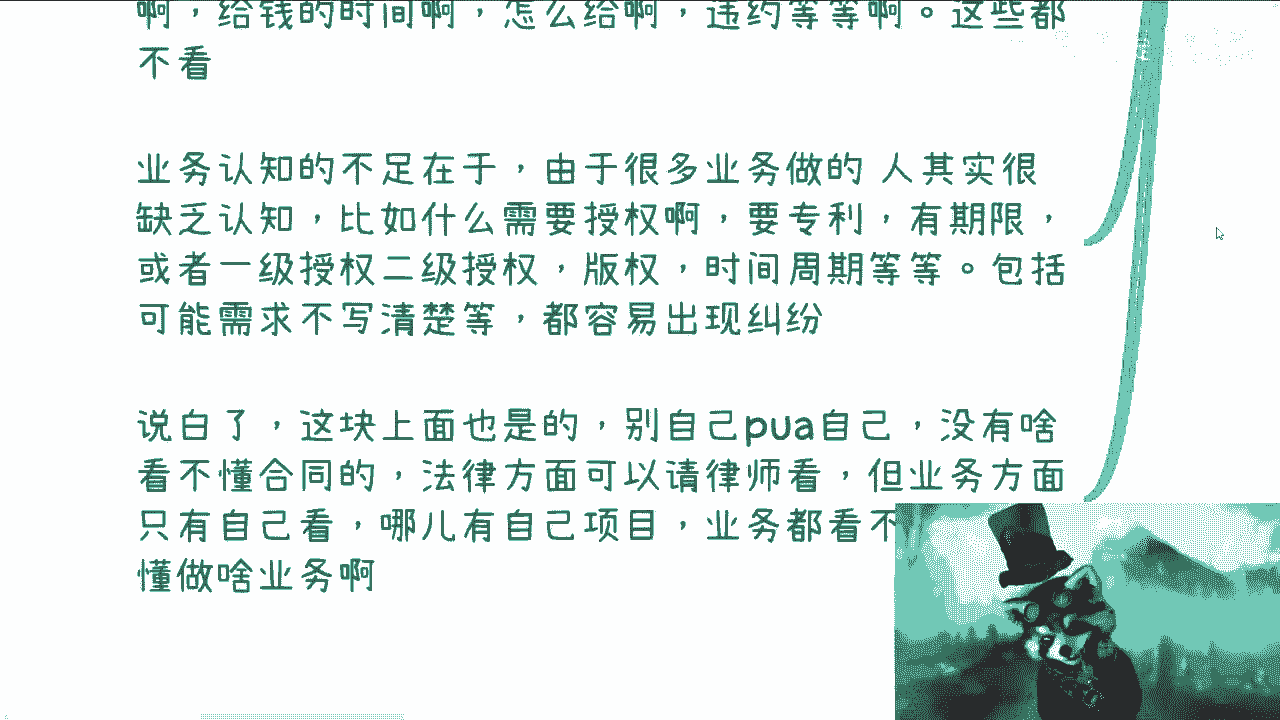 啊，给钱的时间啊，怎么给啊，违约等等啊。这些都
不看
业务认知的不足在于，由于很多业务做的 人其实很
缺乏认知，比如什么需要授权啊，要专利，有期限，
或者一级授权二级授权，版权，时间周期等等。包括
可能需求不写清楚等，都容易出现纠纷
说白了，这块上面也是的，别自己pua自己，没有啥
看不懂合同的，法律方面可以请律师看，但业务方面
只有自己看，哪儿有自己项目，业务都看不
懂做啥业务啊